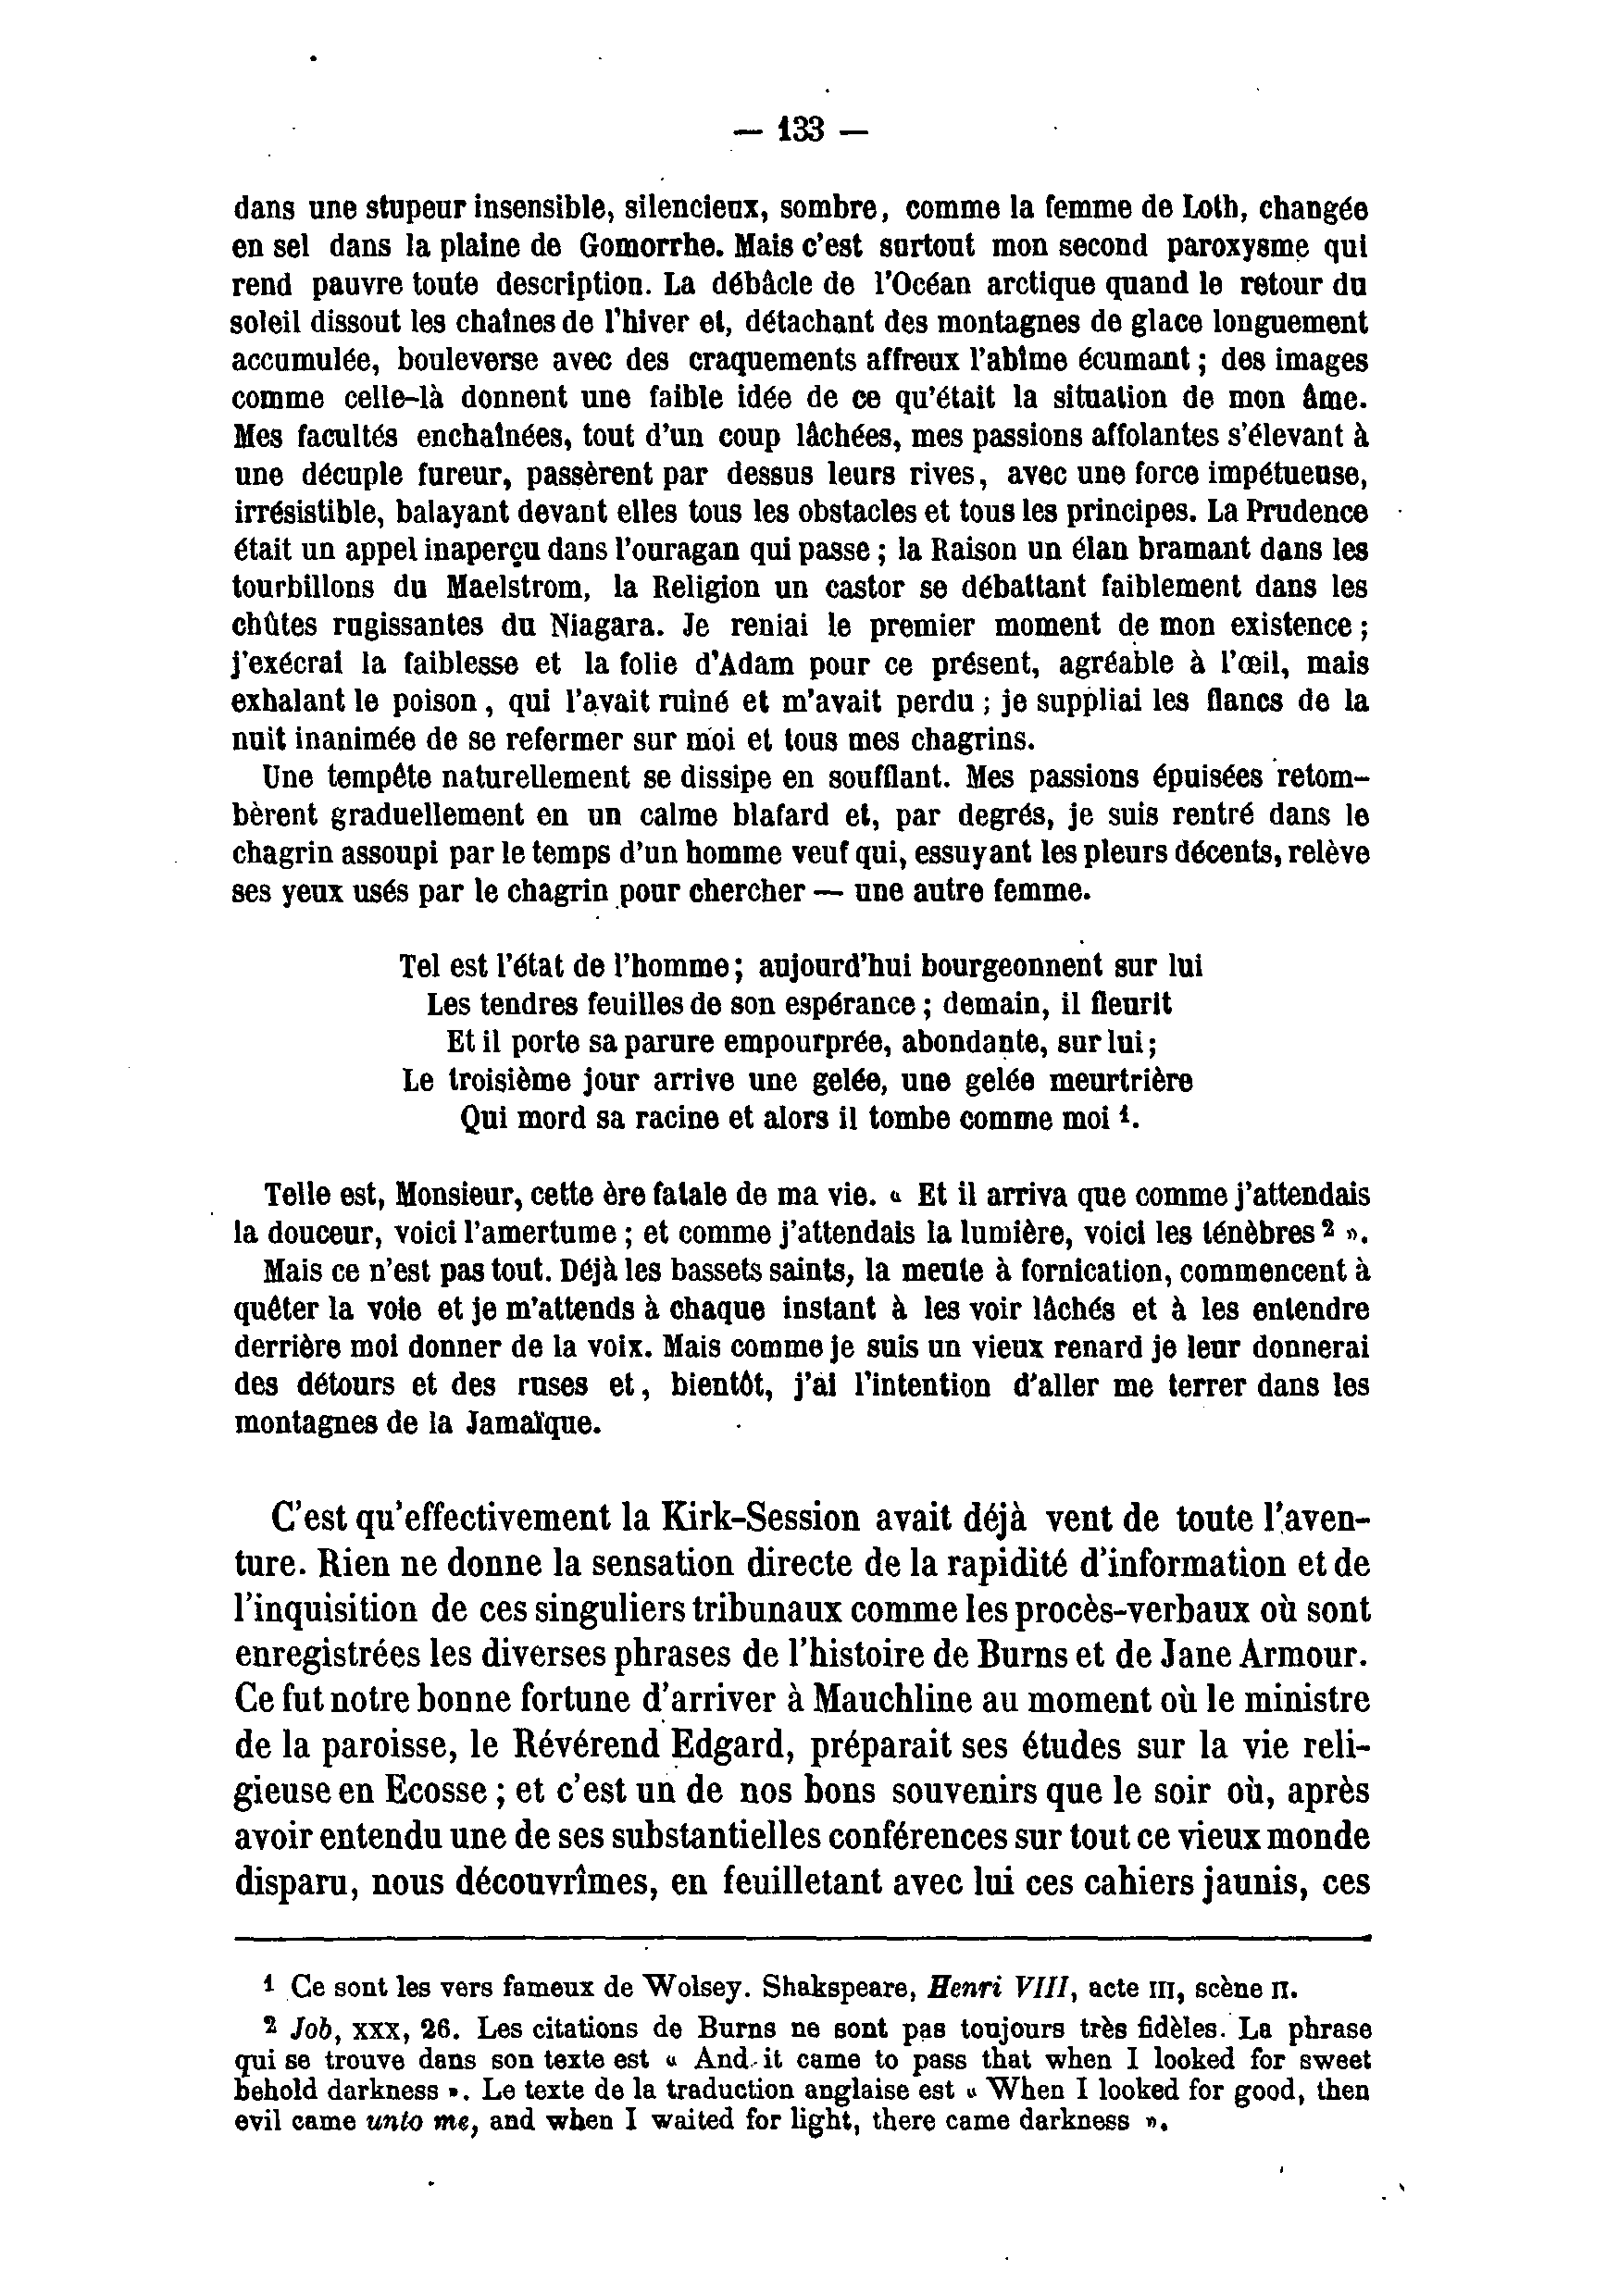 — 133 —
dans une stupeur insensible, silencieux, sombre, comme la femme de Loth, changée
en sel dans la plaine de Gomorrhe. Mais c'est surtout mon second paroxysme qui
rend pauvre toute description. La débâcle de l'Océan arctique quand le retour du
soleil dissout les chaînes de l'hiver et, détachant des montagnes de glace longuement
accumulée, bouleverse avec des craquements affreux l'abîme écumant ; des images
comme celle-là donnent une faible idée de ce qu'était la situation de mon âme.
Mes facultés enchaînées, tout d'un coup lâchées, mes passions affolantes s'élevant à
une décuple fureur, passèrent par dessus leurs rives, avec une force impétueuse,
irrésistible, balayant devant elles tous les obstacles et tous les principes. La Prudence
était un appel inaperçu dans l'ouragan qui passe ; la Raison un élan bramant dans les
tourbillons du Maelstrom, la Religion un castor se débattant faiblement dans les
chûtes rugissantes du Niagara. Je reniai le premier moment de mon existence ;
j'exécrai la faiblesse et la folie d'Adam pour ce présent, agréable à l'œil, mais
exhalant le poison, qui l'avait ruiné et m'avait perdu ; je suppliai les flancs de la
nuit inanimée de se refermer sur moi et tous mes chagrins.
Une tempête naturellement se dissipe en soufflant. Mes passions épuisées retom-
bèrent graduellement en un calme blafard et, par degrés, je suis rentré dans le
chagrin assoupi par le temps d'un homme veuf qui, essuyant les pleurs décents, relève
ses yeux usés par le chagrin pour chercher — une autre femme.
Tel est l'état de l'homme ; aujourd'hui bourgeonnent sur lui
Les tendres feuilles de son espérance ; demain, il fleurit
Et il porte sa parure empourprée, abondante, sur lui ;
Le troisième jour arrive une gelée, une gelée meurtrière
Qui mord sa racine et alors il tombe comme moi ¹.
Telle est, Monsieur, cette ère fatale de ma vie. « Et il arriva que comme j'attendais
la douceur, voici l'amertume ; et comme j'attendais la lumière, voici les ténèbres ² ».
Mais ce n'est pas tout. Déjà les bassets saints, la meute à fornication, commencent à
quêter la voie et je m'attends à chaque instant à les voir lâchés et à les entendre
derrière moi donner de la voix. Mais comme je suis un vieux renard je leur donnerai
des détours et des ruses et, bientôt, j'ai l'intention d'aller me terrer dans les
montagnes de la Jamaïque.
C'est qu'effectivement la Kirk-Session avait déjà vent de toute l'aven-
ture. Rien ne donne la sensation directe de la rapidité d'information et de
l'inquisition de ces singuliers tribunaux comme les procès-verbaux où sont
enregistrées les diverses phrases de l'histoire de Burns et de Jane Armour.
Ce fut notre bonne fortune d'arriver à Mauchline au moment où le ministre
de la paroisse, le Révérend Edgard, préparait ses études sur la vie reli-
gieuse en Ecosse ; et c'est un de nos bons souvenirs que le soir où, après
avoir entendu une de ses substantielles conférences sur tout ce vieux monde
disparu, nous découvrîmes, en feuilletant avec lui ces cahiers jaunis, ces
¹ Ce sont les vers fameux de Wolsey. Shakspeare, Henri VIII, acte III, scène II.
² Job, XXX, 26. Les citations de Burns ne sont pas toujours très fidèles. La phrase
qui se trouve dans son texte est « And it came to pass that when I looked for sweet
behold darkness ». Le texte de la traduction anglaise est « When I looked for good, then
evil came unto me, and when I waited for light, there came darkness ».